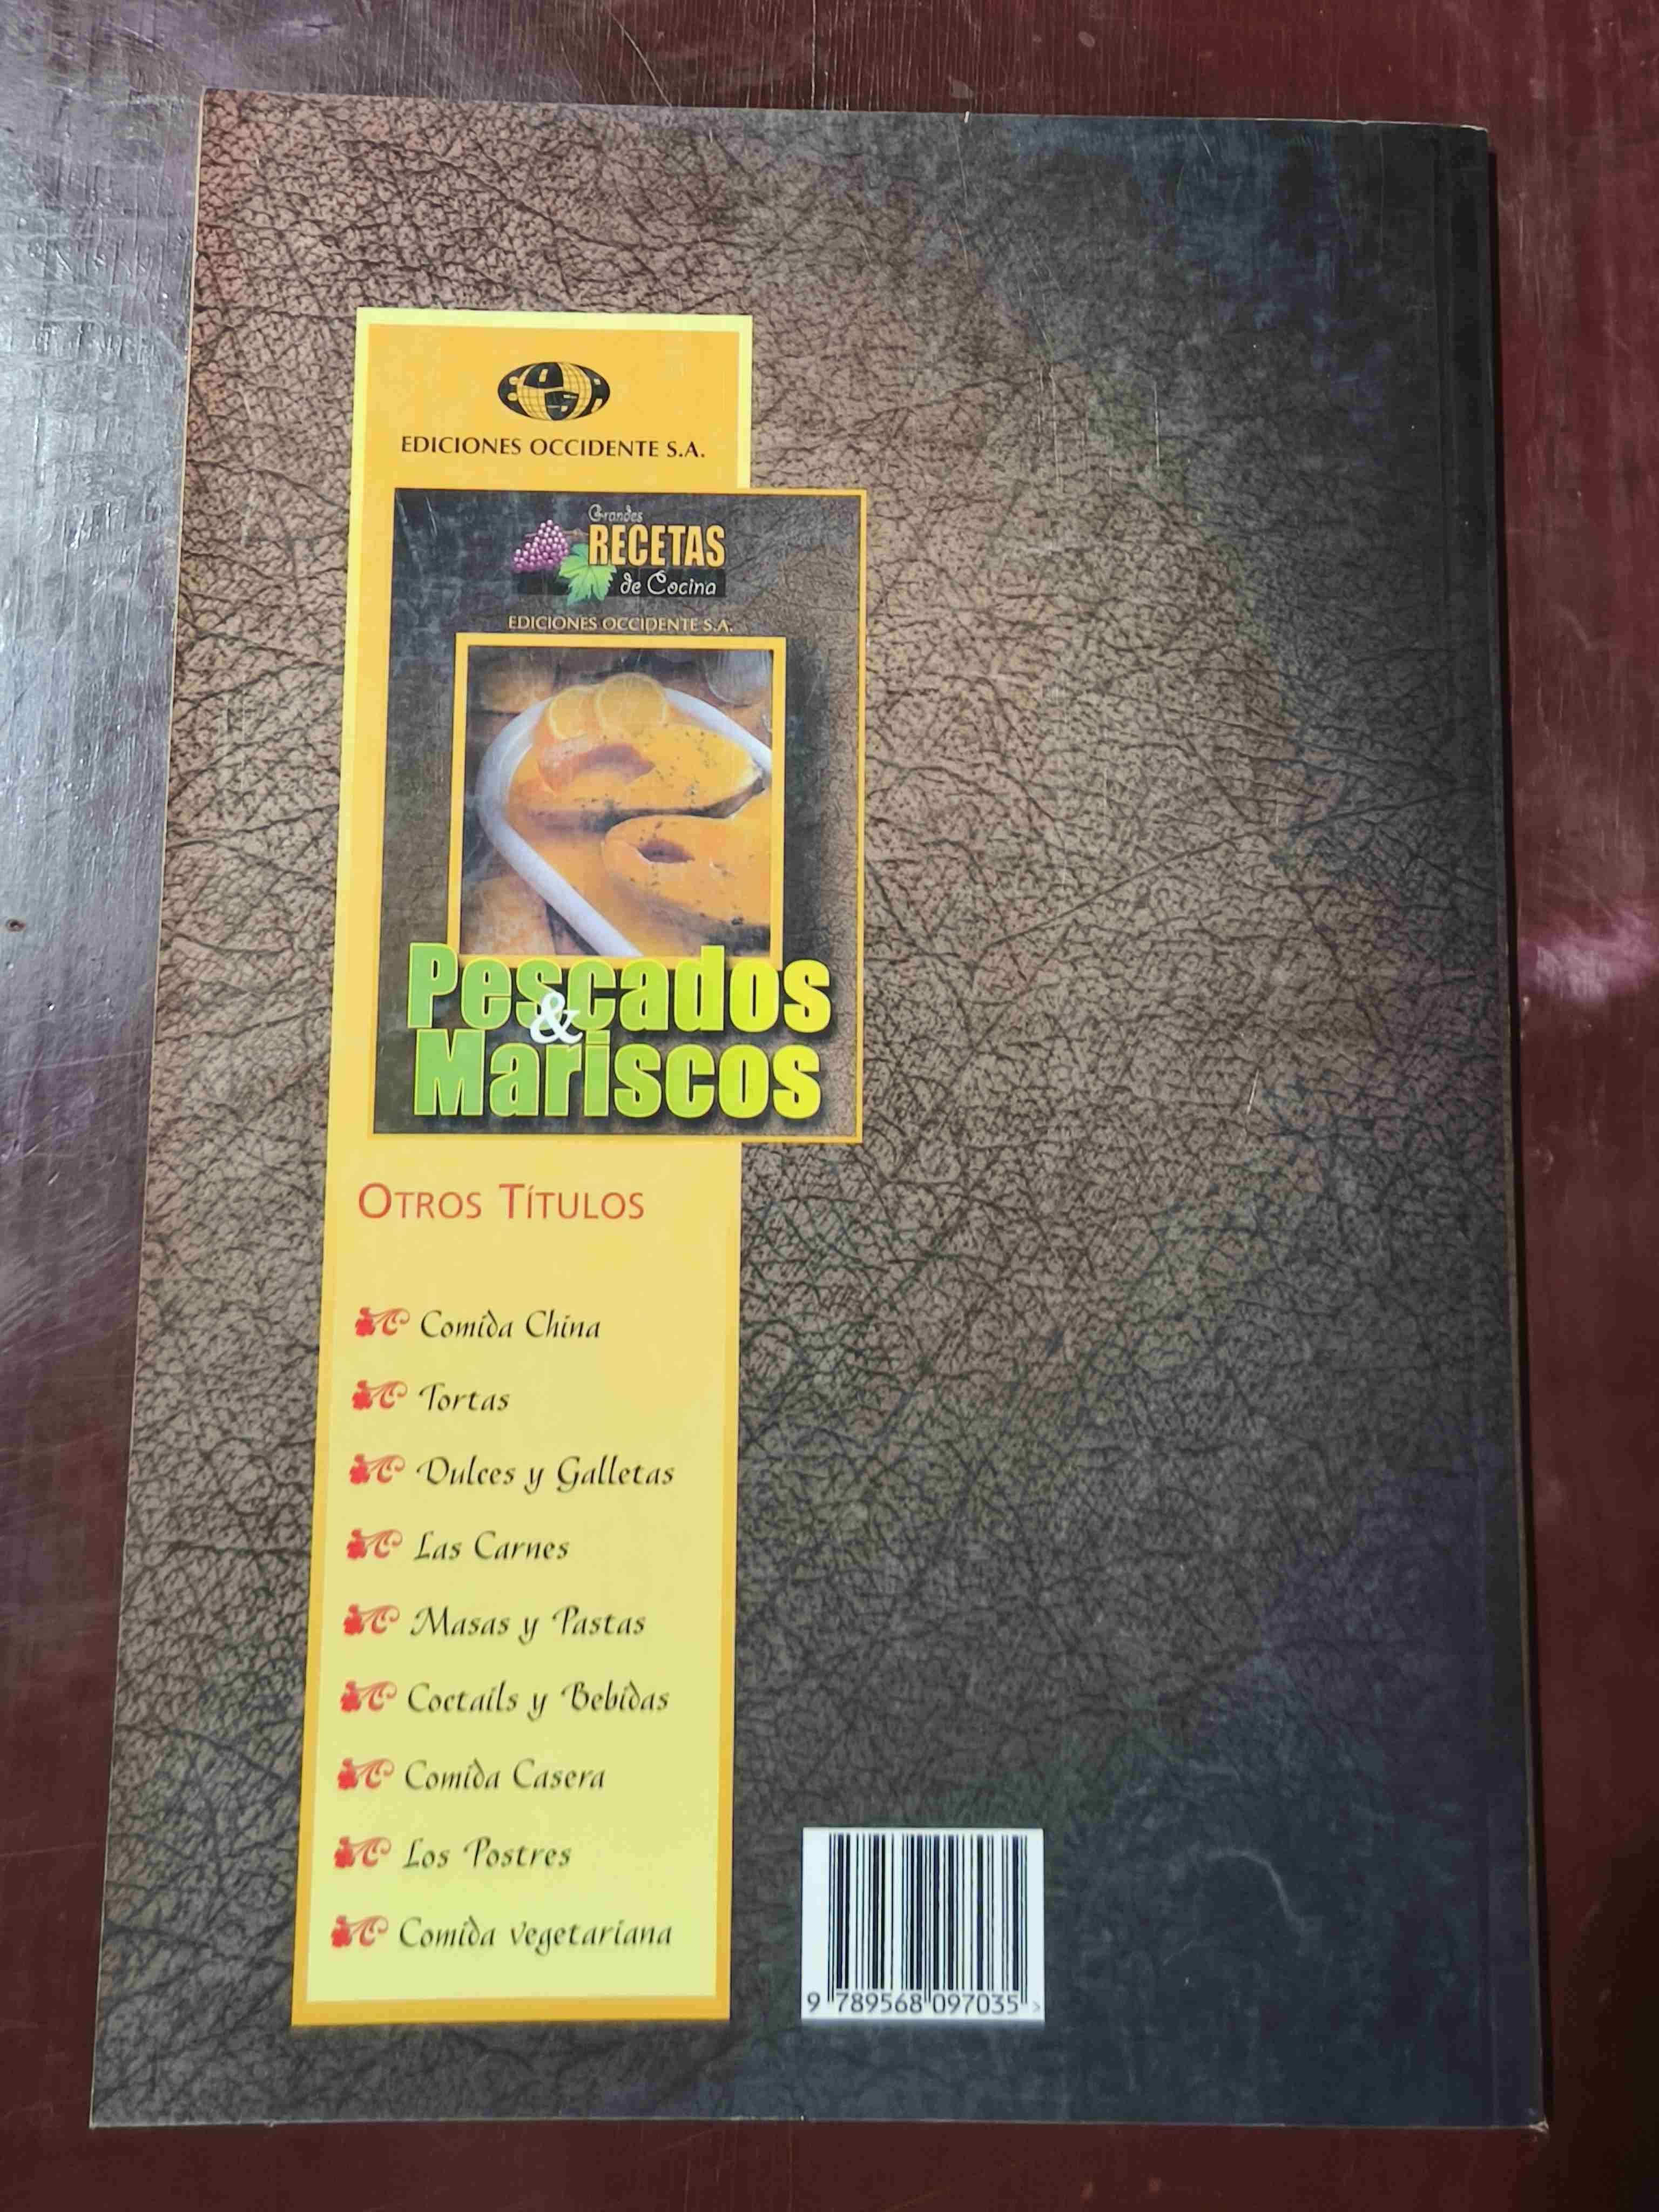 EDICIONES OCCIDENTE S.A.
Grandes
RECETAS
de Cocina
EDICIONES OCCIDENTE S.A.
Pescados
&
Mariscos
OTROS TÍTULOS
Comida China
Tortas
Dulces y Galletas
Las Carnes
Masas y Pastas
Coctails y Bebidas
Comida Casera
Los Postres
Comida vegetariana
9 789568 097035 >